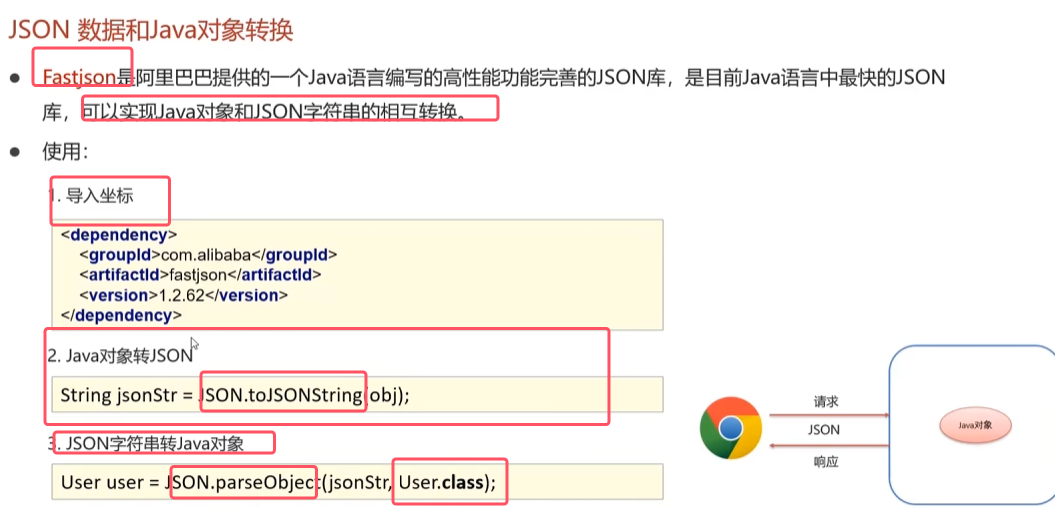 JSON 数据和Java对象转换
● Fastjson是阿里巴巴提供的一个Java语言编写的高性能功能完善的JSON库，是目前Java语言中最快的JSON
库，可以实现Java对象和JSON字符串的相互转换。
● 使用：
1. 导入坐标
<dependency>
<groupId>com.alibaba</groupId>
<artifactId>fastjson</artifactId>
<version>1.2.62</version>
</dependency>
2. Java对象转JSON
String jsonStr = JSON.toJSONString(obj);
3. JSON字符串转Java对象
User user = JSON.parseObject(jsonStr, User.class);
请求
JSON
响应
Java对象